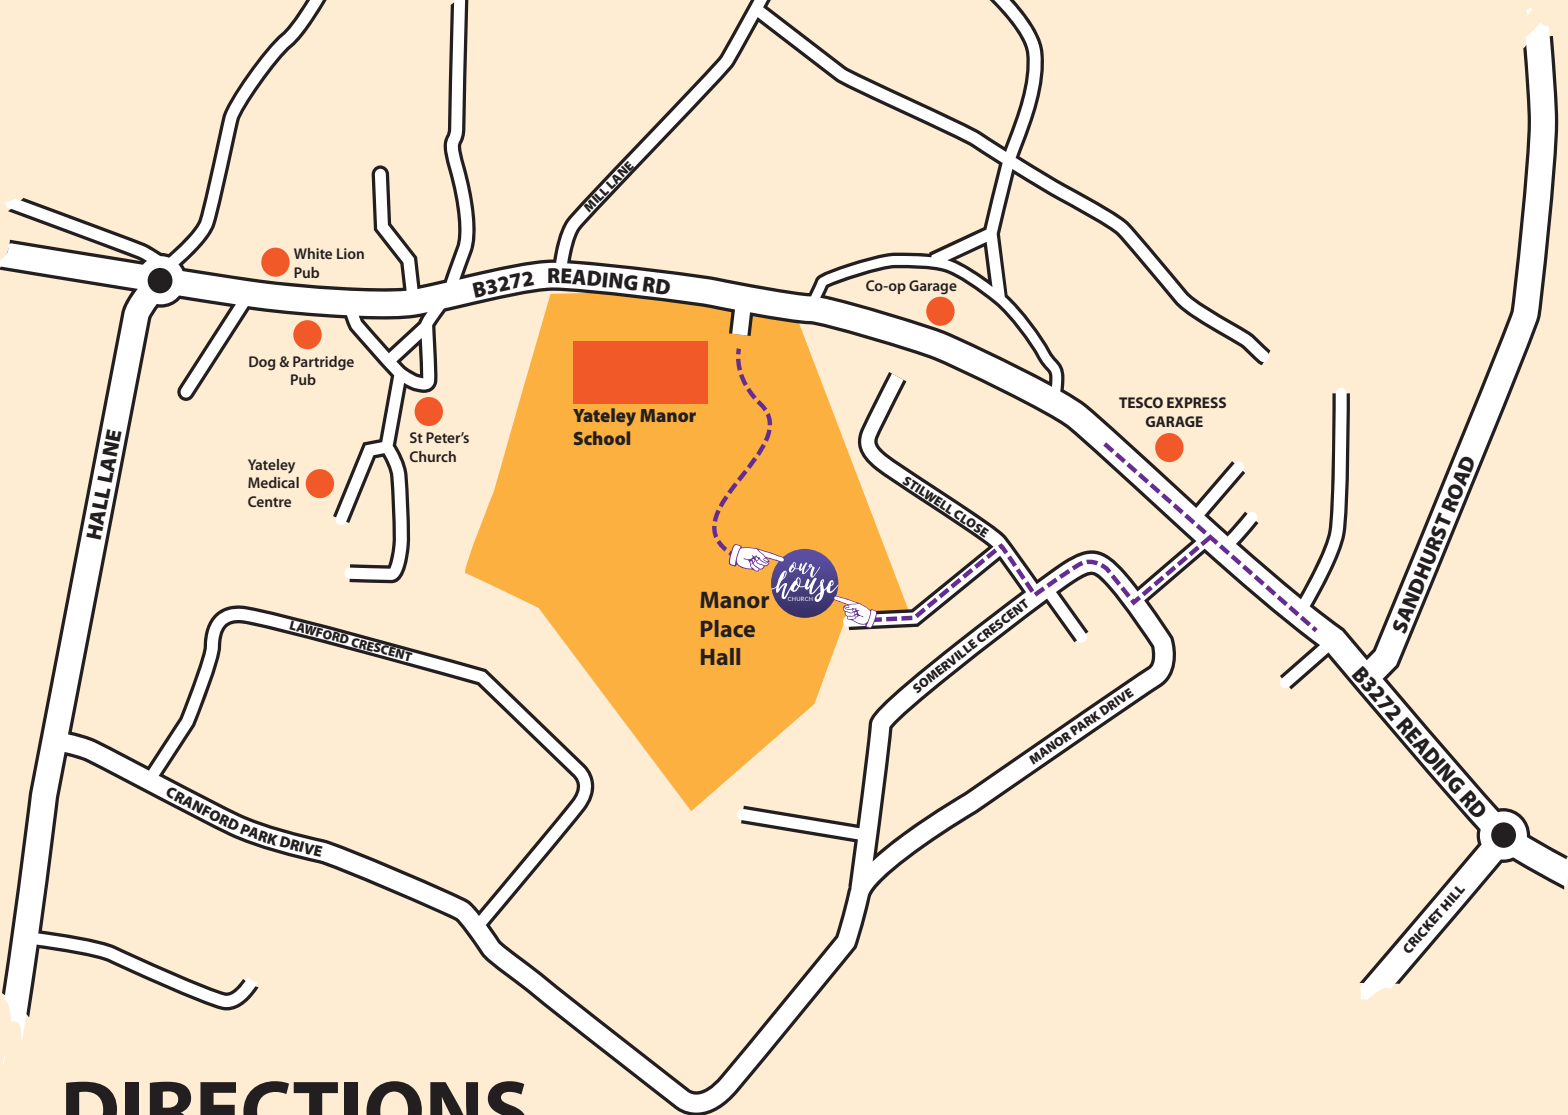 MILL LANE
White Lion
Pub
B3272 READING RD
Co-op Garage
Dog & Partridge
Pub
Yateley Manor
School
TESCO EXPRESS
GARAGE
St Peter's
Church
Yateley
Medical
Centre
HALL LANE
STILWELL CLOSE
SANDHURST ROAD
our
house
CHURCH
Manor
Place
Hall
LAWFORD CRESCENT
SOMERVILLE CRESCENT
MANOR PARK DRIVE
B3272 READING RD
CRANFORD PARK DRIVE
CRICKET HILL
DIRECTIONS